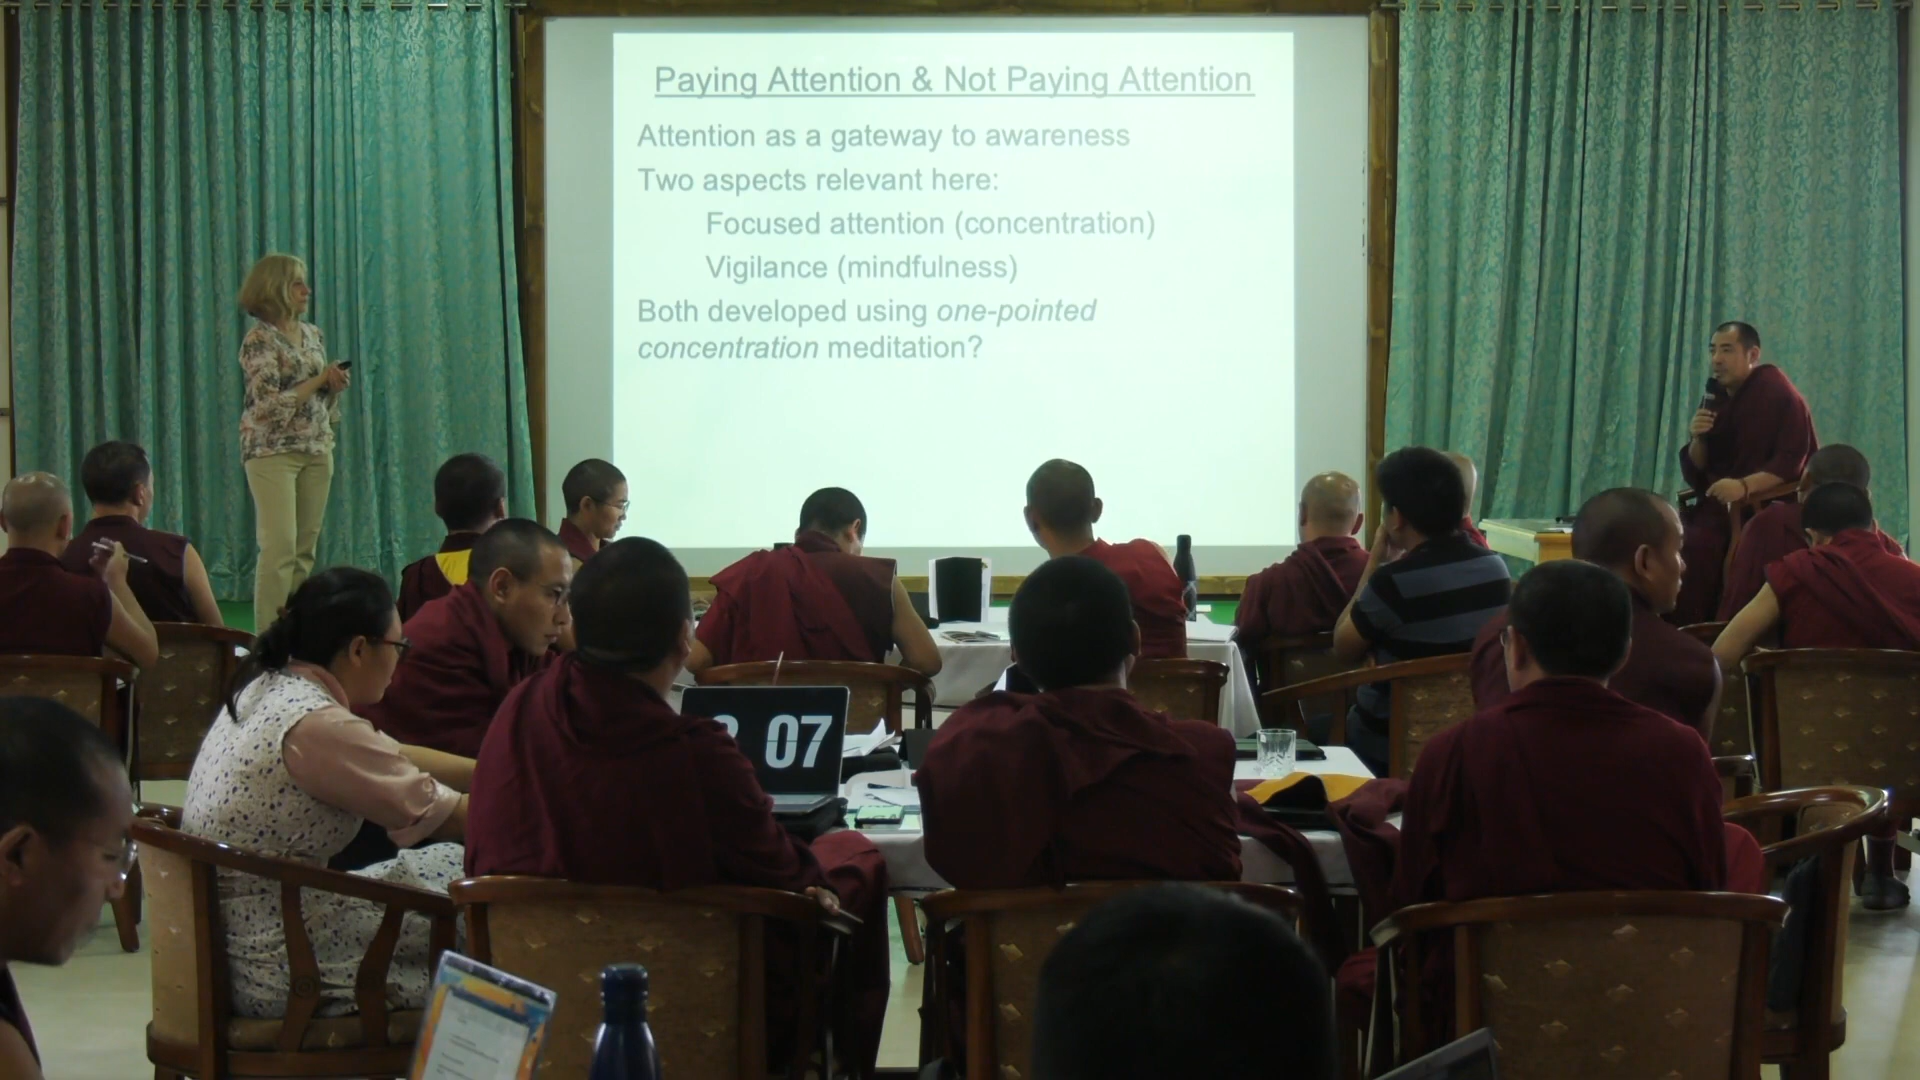 Paying Attention & Not Paying Attention
Attention as a gateway to awareness
Two aspects relevant here:
Focused attention (concentration)
Vigilance (mindfulness)
Both developed using one-pointed
concentration meditation?
07